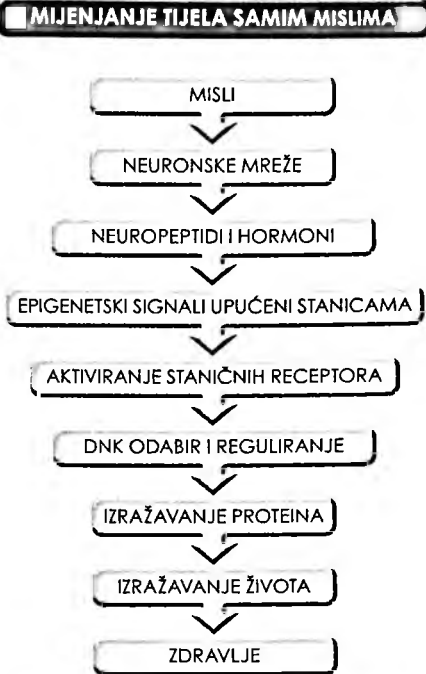 MIJENJANJE TIJELA SAMIM MISLIMA
MISLI
NEURONSKE MREŽE
NEUROPEPTIDI I HORMONI
EPIGENETSKI SIGNALI UPUĆENI STANICAMA
AKTIVIRANJE STANIČNIH RECEPTORA
DNK ODABIR I REGULIRANJE
IZRAŽAVANJE PROTEINA
IZRAŽAVANJE ŽIVOTA
ZDRAVLJE